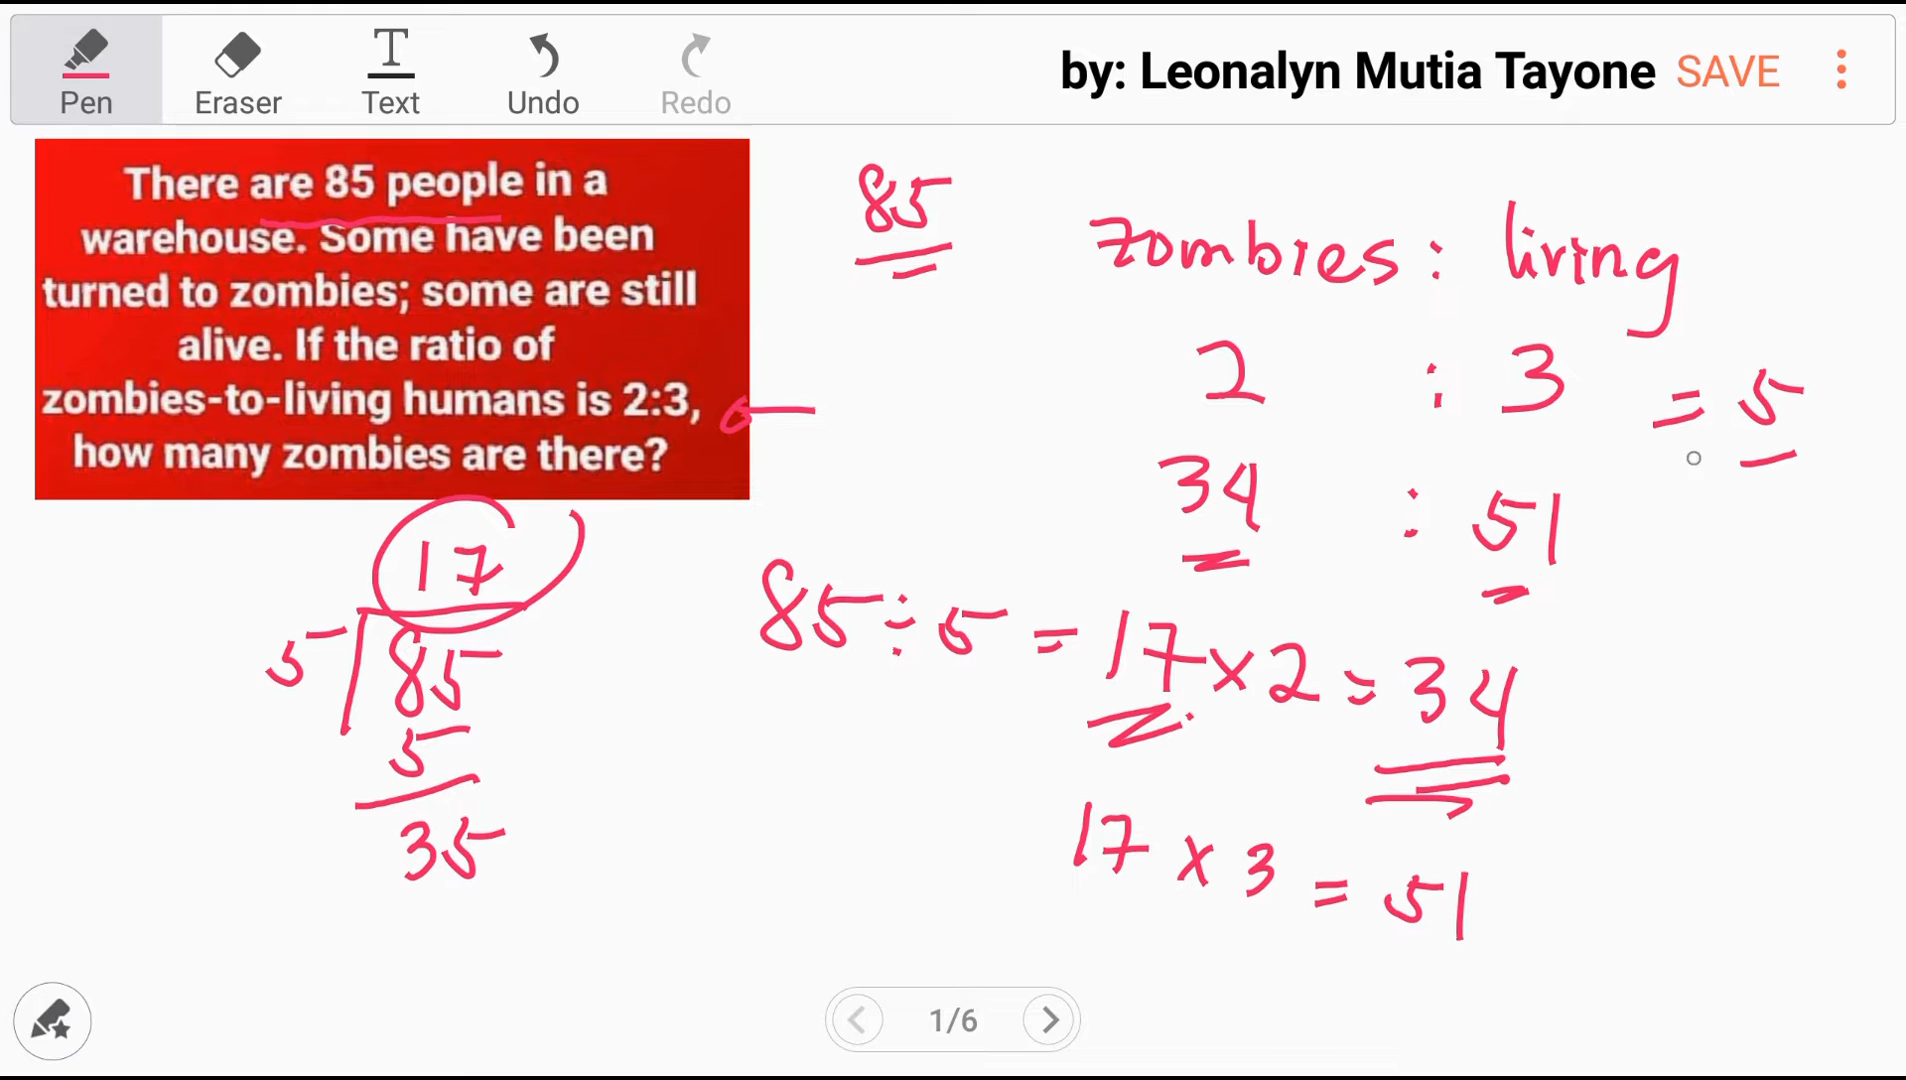 Pen
Eraser
Text
Undo
Redo
by: Leonalyn Mutia Tayone
SAVE
There are 85 people in a
warehouse. Some have been
turned to zombies; some are still
alive. If the ratio of
zombies-to-living humans is 2:3,
how many zombies are there?
85
zombies : living
2 : 3 = 5
34 : 51
17
5 85
5
35
85 ÷ 5 = 17 × 2 = 34
17 × 3 = 51
1/6